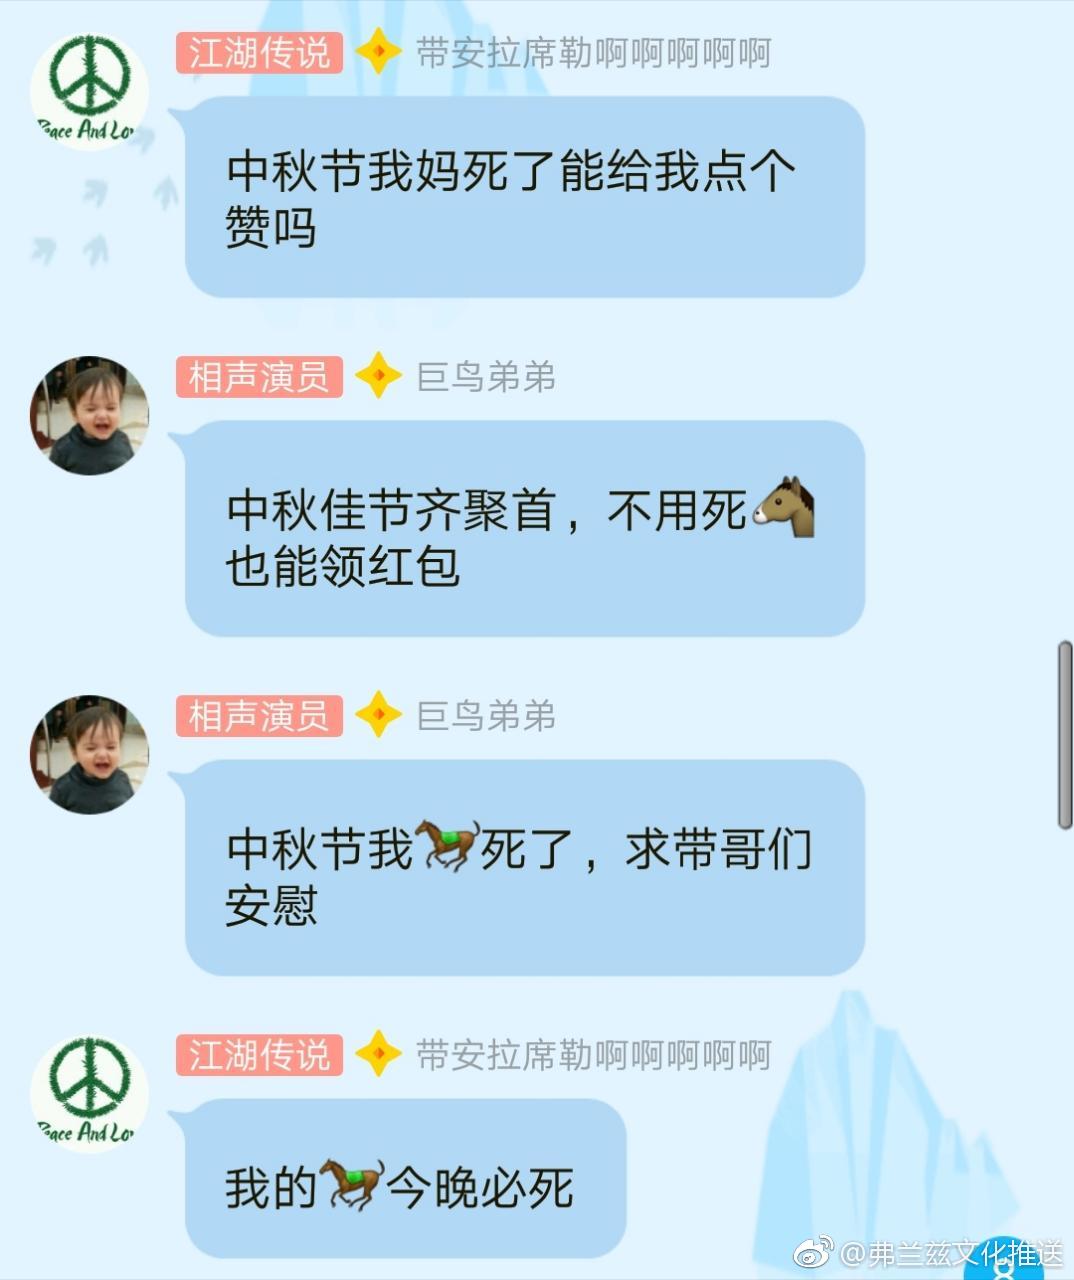 江湖传说 带安拉席勒啊啊啊啊啊
Peace And Lo
中秋节我妈死了能给我点个
赞吗
相声演员 巨鸟弟弟
中秋佳节齐聚首，不用死🐴
也能领红包
相声演员 巨鸟弟弟
中秋节我🐎死了，求带哥们
安慰
江湖传说 带安拉席勒啊啊啊啊啊
Peace And Lo
我的🐎今晚必死
@弗兰兹文化推送
8